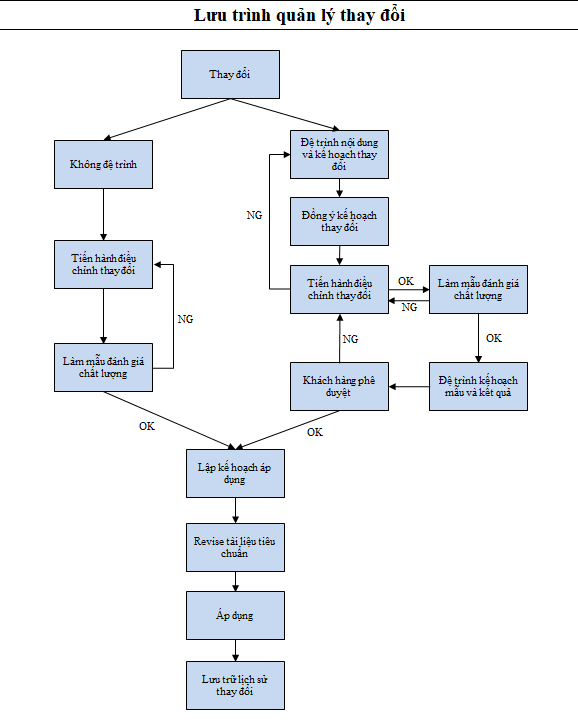 Lưu trình quản lý thay đổi
Thay đổi
Không đệ trình
Đệ trịnh nội dung
và kế hoạch thay
đổi
NG
Đồng ý kế hoạch
thay đổi
Tiến hành điều
chỉnh thay đổi
Tiến hành điều
chỉnh thay đổi
OK
NG
Làm mẫu đánh giá
chất lượng
NG
OK
NG
Làm mẫu đánh giá
chất lượng
Khách hàng phê
duyệt
Đệ trình kế hoạch
mẫu và kết quả
OK
OK
Lập kế hoạch áp
dụng
Revise tài liệu tiêu
chuẩn
Áp dụng
Lưu trữ lịch sử
thay đổi